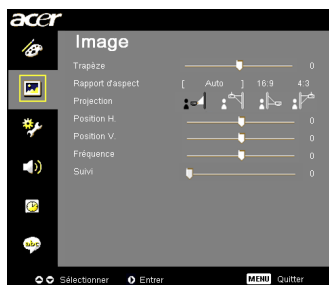 acer
Image
Trapèze 0
Rapport d'aspect [ Auto ] 16:9 4:3
Projection
Position H. 0
Position V. 0
Fréquence 0
Suivi 0
abc
Sélectionner Entrer MENU Quitter